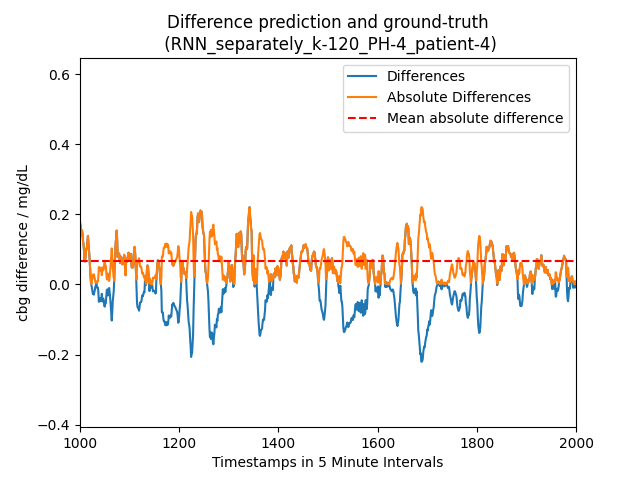 Difference prediction and ground-truth
(RNN_separately_k-120_PH-4_patient-4)
Differences
Absolute Differences
Mean absolute difference
cbg difference / mg/dL
0.6
0.4
0.2
0.0
−0.2
−0.4
1000 1200 1400 1600 1800 2000
Timestamps in 5 Minute Intervals